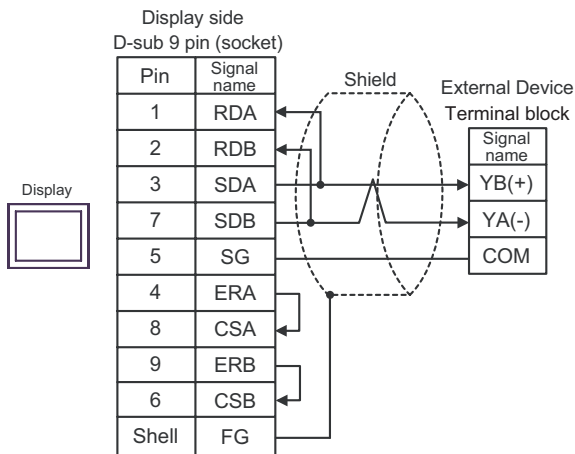 Display side
D-sub 9 pin (socket)
Pin Signal name
1 RDA
2 RDB
3 SDA
7 SDB
5 SG
4 ERA
8 CSA
9 ERB
6 CSB
Shell FG
Display
Shield
External Device
Terminal block
Signal
name
YB(+)
YA(-)
COM